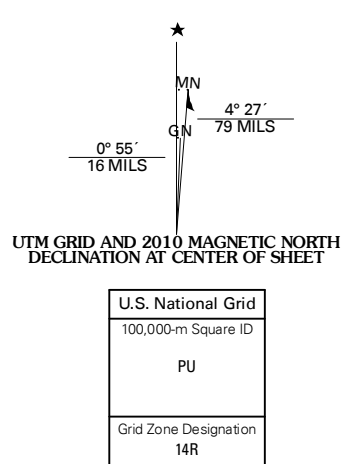 ★
MN
4° 27´
79 MILS
GN
0° 55´
16 MILS
UTM GRID AND 2010 MAGNETIC NORTH
DECLINATION AT CENTER OF SHEET
U.S. National Grid
100,000-m Square ID
PU
Grid Zone Designation
14R